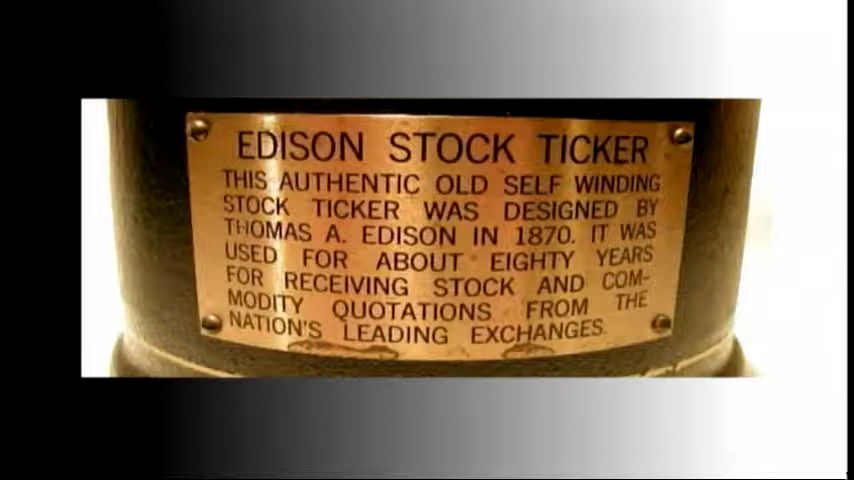 EDISON STOCK TICKER
THIS AUTHENTIC OLD SELF WINDING
STOCK TICKER WAS DESIGNED BY
THOMAS A. EDISON IN 1870. IT WAS
USED FOR ABOUT EIGHTY YEARS
FOR RECEIVING STOCK AND COM-
MODITY QUOTATIONS FROM THE
NATION'S LEADING EXCHANGES.